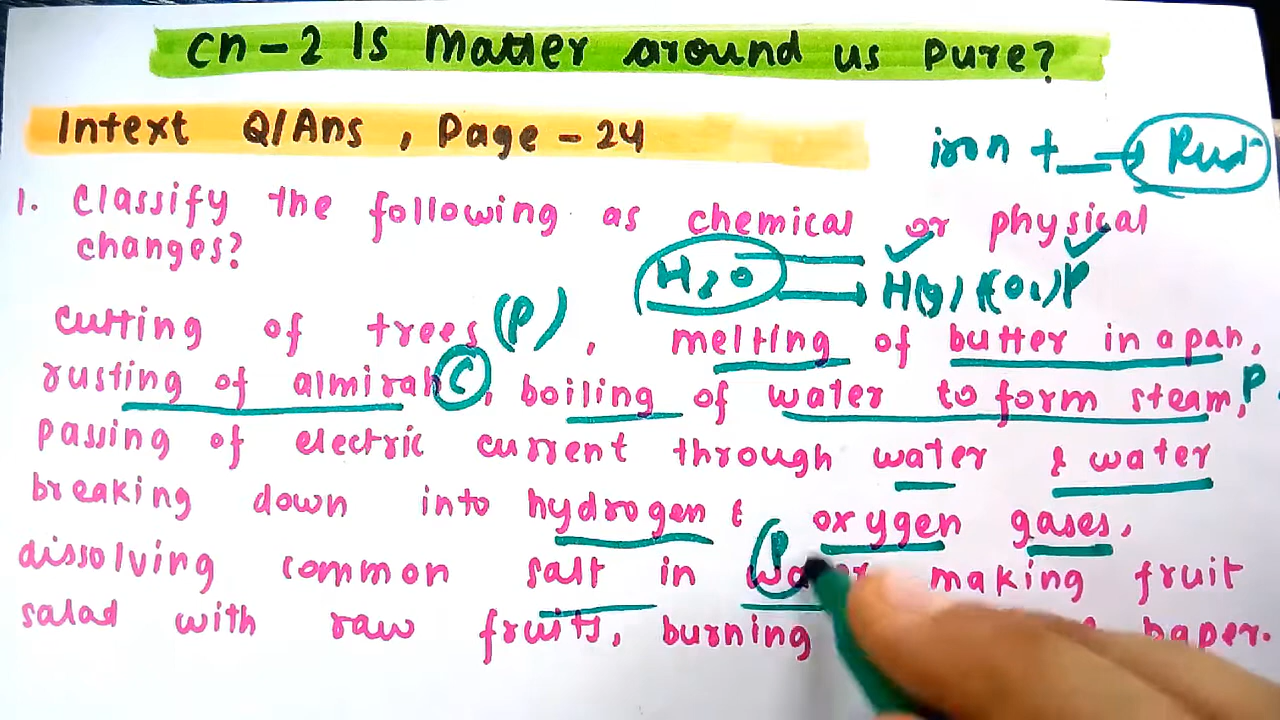 Cn-2 Is Matter around us Pure?
Intext Q/Ans, Page-24
iron + __ → Rust
1. Classify the following as chemical or physical
changes?
H2O → H(g) + (O2) P
cutting of trees (P), melting of butter in a pan,
rusting of almirah C, boiling of water to form steam, P
passing of electric current through water & water
breaking down into hydrogen & oxygen gases,
dissolving common salt in P making fruit
salad with raw fruits, burning paper.